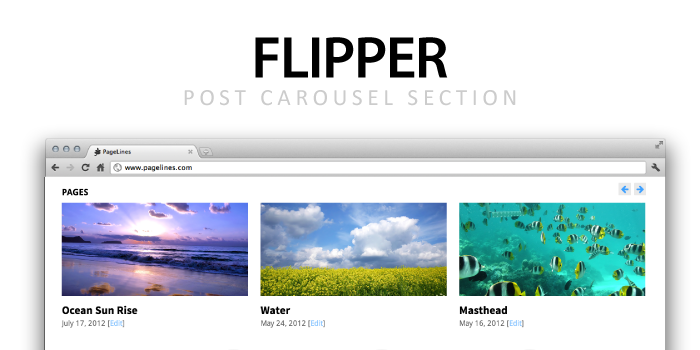 FLIPPER
POST CAROUSEL SECTION
PageLines
www.pagelines.com
PAGES
Ocean Sun Rise
July 17, 2012 [Edit]
Water
May 24, 2012 [Edit]
Masthead
May 16, 2012 [Edit]